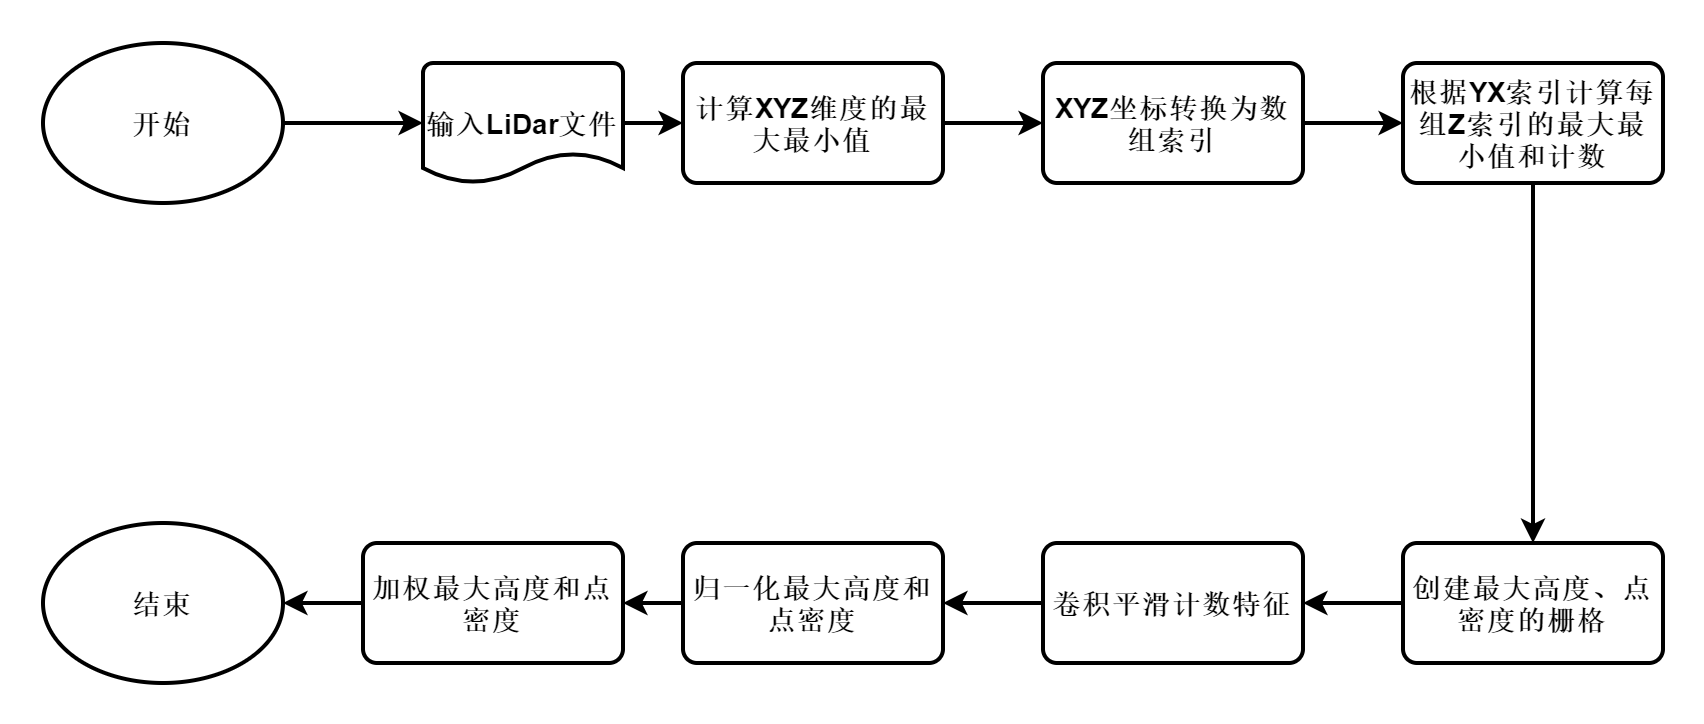 开始
输入LiDar文件
计算XYZ维度的最
大最小值
XYZ坐标转换为数
组索引
根据YX索引计算每
组Z索引的最大最
小值和计数
创建最大高度、点
密度的栅格
卷积平滑计数特征
归一化最大高度和
点密度
加权最大高度和点
密度
结束